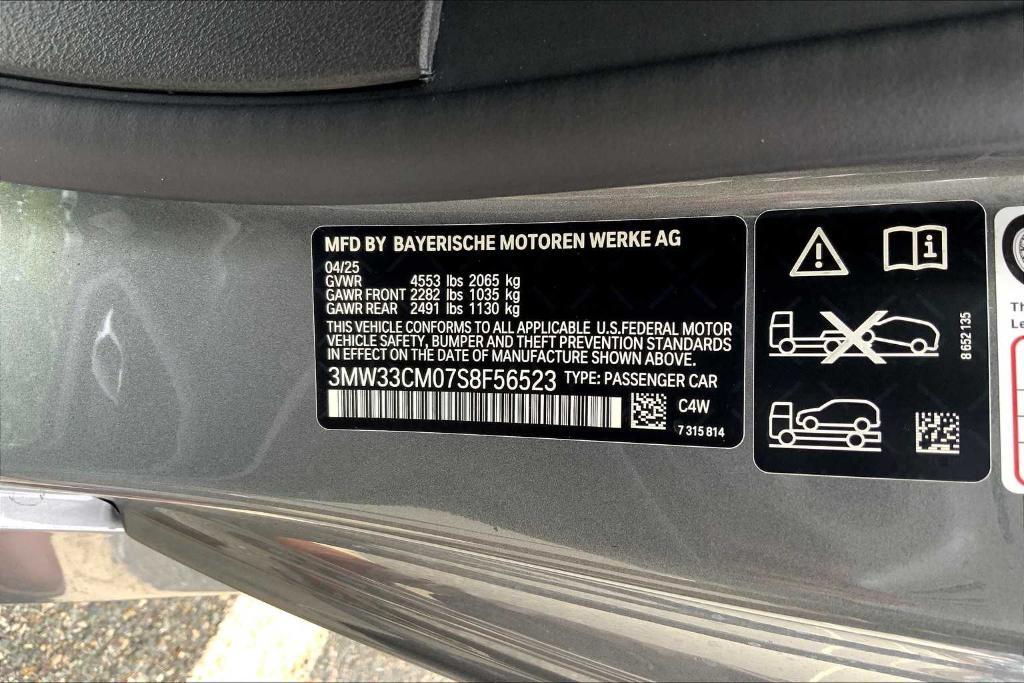 MFD BY BAYERISCHE MOTOREN WERKE AG
04/25
GVWR 4553 lbs 2065 kg
GAWR FRONT 2282 lbs 1035 kg
GAWR REAR 2491 lbs 1130 kg
THIS VEHICLE CONFORMS TO ALL APPLICABLE U.S.FEDERAL MOTOR
VEHICLE SAFETY, BUMPER AND THEFT PREVENTION STANDARDS
IN EFFECT ON THE DATE OF MANUFACTURE SHOWN ABOVE.
3MW33CM07S8F56523 TYPE: PASSENGER CAR
C4W
7 315 814
8 652 135